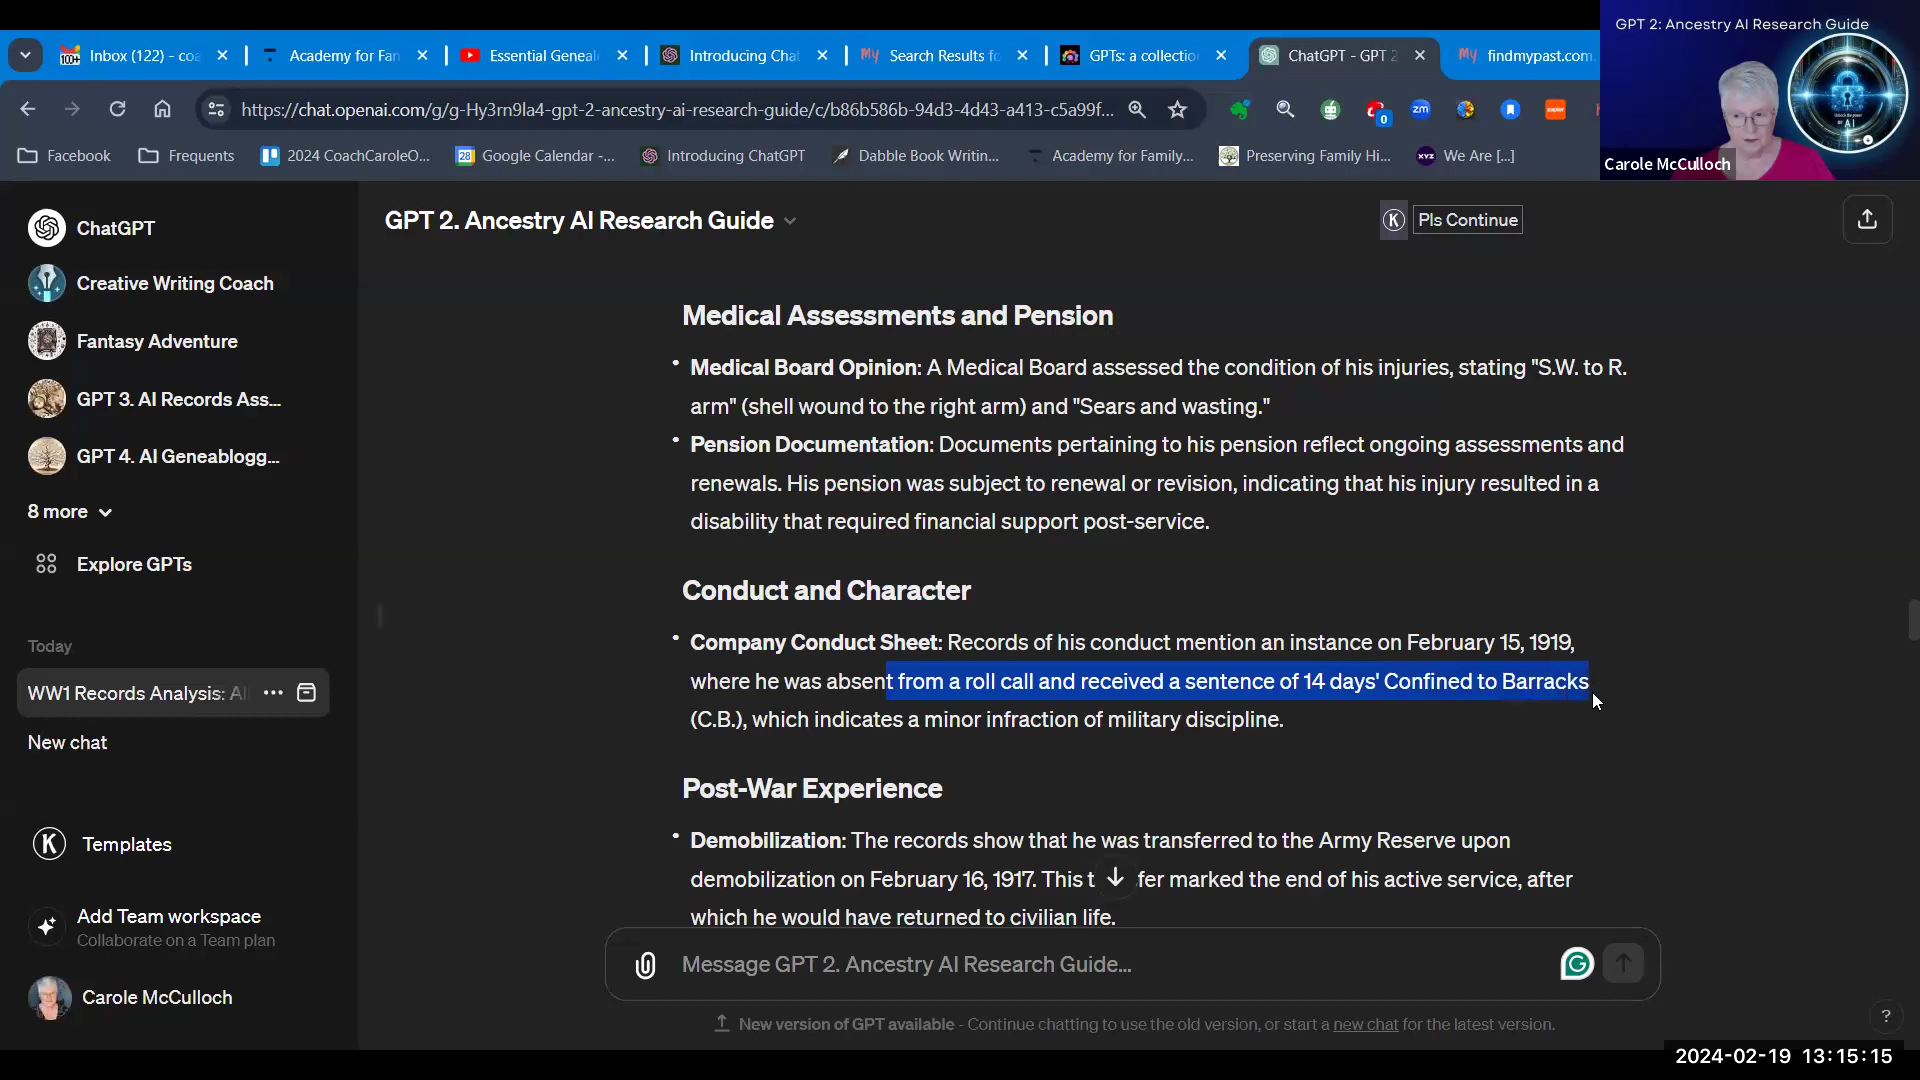 GPT 2: Ancestry AI Research Guide
Inbox (122) - coa
Academy for Fan
Essential Geneal
Introducing Chat
Search Results fo
GPTs: a collectio
ChatGPT - GPT 2
findmypast.com.
https://chat.openai.com/g/g-Hy3rn9la4-gpt-2-ancestry-ai-research-guide/c/b86b586b-94d3-4d43-a413-c5a99f...
Carole McCulloch
Facebook
Frequents
2024 CoachCaroleO...
Google Calendar -...
Introducing ChatGPT
Dabble Book Writin...
Academy for Family...
Preserving Family Hi...
We Are [...]
ChatGPT
Creative Writing Coach
Fantasy Adventure
GPT 3. AI Records Ass...
GPT 4. AI Geneablogg...
8 more
Explore GPTs
Today
WW1 Records Analysis: Al
New chat
Templates
Add Team workspace
Collaborate on a Team plan
Carole McCulloch
GPT 2. Ancestry AI Research Guide
Pls Continue
Medical Assessments and Pension
• Medical Board Opinion: A Medical Board assessed the condition of his injuries, stating "S.W. to R.
arm" (shell wound to the right arm) and "Sears and wasting."
• Pension Documentation: Documents pertaining to his pension reflect ongoing assessments and
renewals. His pension was subject to renewal or revision, indicating that his injury resulted in a
disability that required financial support post-service.
Conduct and Character
• Company Conduct Sheet: Records of his conduct mention an instance on February 15, 1919,
where he was absent from a roll call and received a sentence of 14 days' Confined to Barracks
(C.B.), which indicates a minor infraction of military discipline.
Post-War Experience
• Demobilization: The records show that he was transferred to the Army Reserve upon
demobilization on February 16, 1917. This t fer marked the end of his active service, after
which he would have returned to civilian life.
Message GPT 2. Ancestry AI Research Guide...
New version of GPT available - Continue chatting to use the old version, or start a new chat for the latest version.
?
2024-02-19 13:15:15